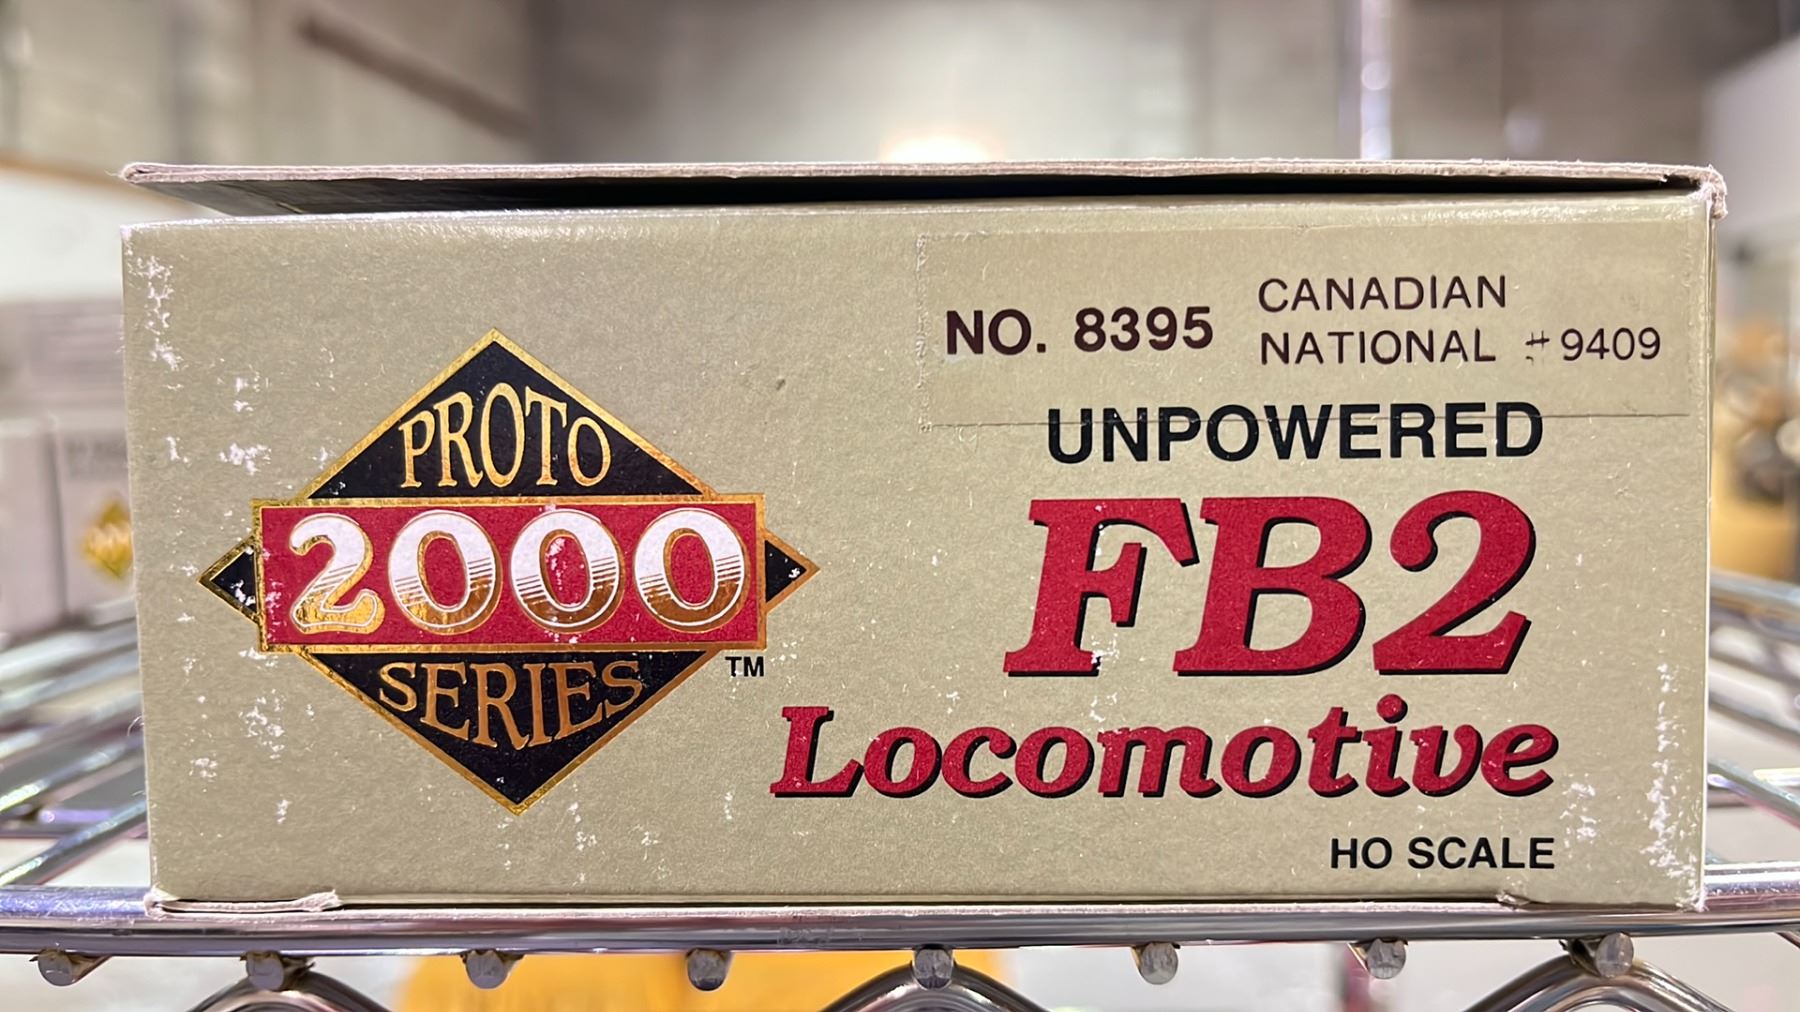 PROTO
2000
SERIES
TM
NO. 8395
CANADIAN
NATIONAL #9409
UNPOWERED
FB2
Locomotive
HO SCALE